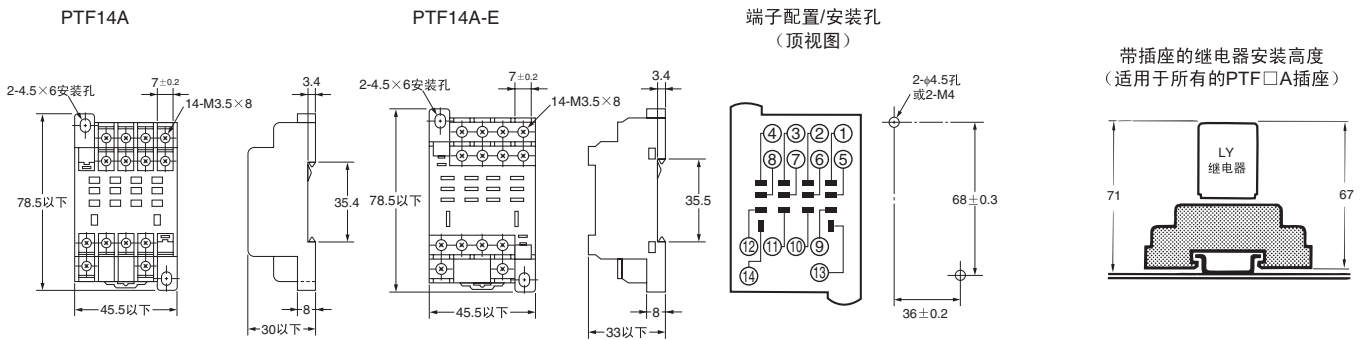 PTF14A
2-4.5×6安装孔
7±0.2
14-M3.5×8
78.5以下
45.5以下
3.4
35.4
8
30以下
PTF14A-E
2-4.5×6安装孔
7±0.2
14-M3.5×8
78.5以下
45.5以下
3.4
35.5
8
33以下
端子配置/安装孔
（顶视图）
④ ③ ② ①
⑧ ⑦ ⑥ ⑤
⑫ ⑪ ⑩ ⑨
⑭ ⑬
2-φ4.5孔
或2-M4
68±0.3
36±0.2
带插座的继电器安装高度
（适用于所有的PTF□A插座）
LY
继电器
71
67